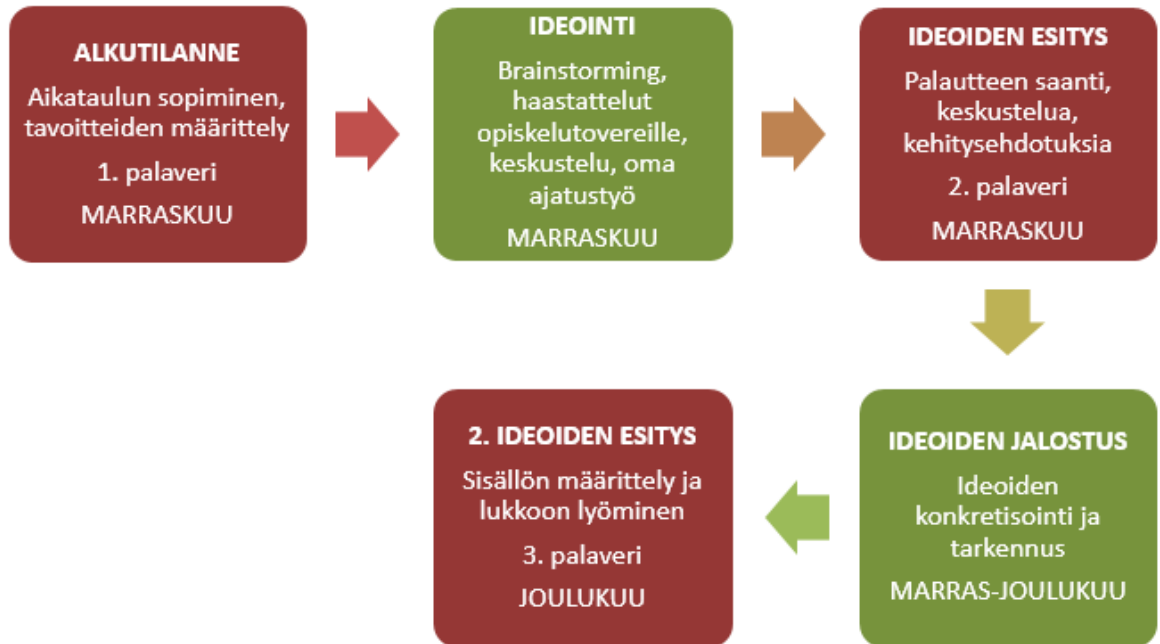 ALKUTILANNE
Aikataulun sopiminen,
tavoitteiden määrittely
1. palaveri
MARRASKUU
IDEOINTI
Brainstorming,
haastattelut
opiskelutovereille,
keskustelu, oma
ajatustyö
MARRASKUU
IDEOIDEN ESITYS
Palautteen saanti,
keskustelua,
kehitysehdotuksia
2. palaveri
MARRASKUU
IDEOIDEN JALOSTUS
Ideoiden
konkretisointi ja
tarkennus
MARRAS-JOULUKUU
2. IDEOIDEN ESITYS
Sisällön määrittely ja
lukkoon lyöminen
3. palaveri
JOULUKUU